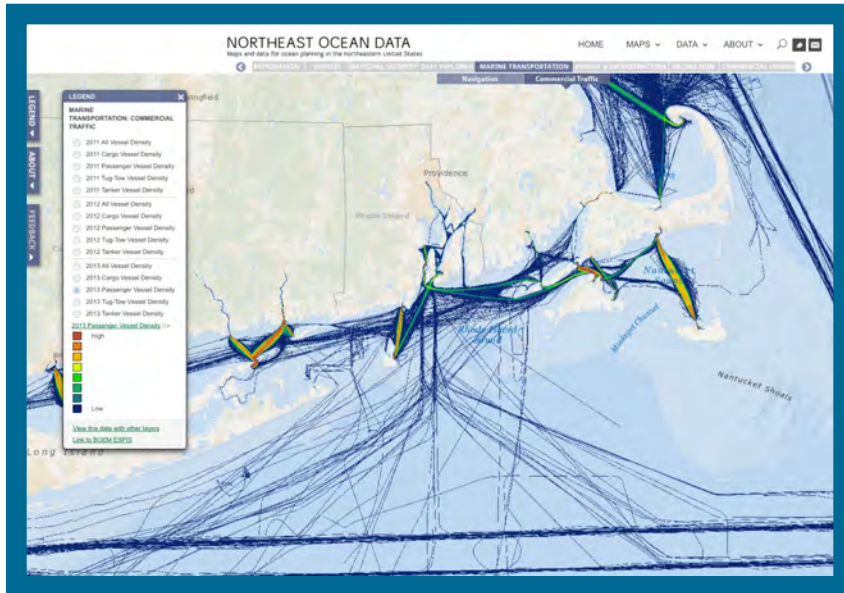 NORTHEAST OCEAN DATA
Maps and data for ocean planning in the northeastern United States
HOME
MAPS
DATA
ABOUT
MARINE TRANSPORTATION
Navigation
Commercial Traffic
LEGEND
ABOUT
FEEDBACK
LEGEND
MARINE
TRANSPORTATION: COMMERCIAL
TRAFFIC
2011 All Vessel Density
2011 Cargo Vessel Density
2011 Passenger Vessel Density
2011 Tug-Tow Vessel Density
2011 Tanker Vessel Density
2012 All Vessel Density
2012 Cargo Vessel Density
2012 Passenger Vessel Density
2012 Tug-Tow Vessel Density
2012 Tanker Vessel Density
2013 All Vessel Density
2013 Cargo Vessel Density
2013 Passenger Vessel Density
2013 Tug-Tow Vessel Density
2013 Tanker Vessel Density
2013 Passenger Vessel Density
High
Low
View this data with other layers
Link to BOEM ESPIS
Providence
Rhode Island
Rhode Island
Sound
Muskeget Channel
Nantucket Shoals
Long Island